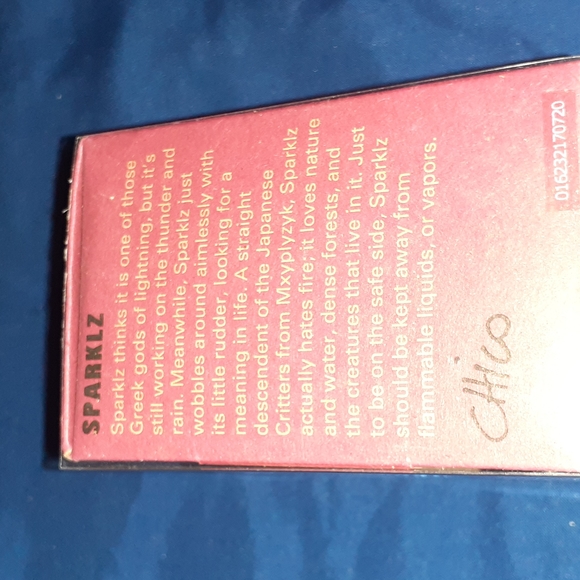 SPARKLZ
Sparklz thinks it is one of those
Greek gods of lightning, but it's
still working on the thunder and
rain. Meanwhile, Sparklz just
wobbles around aimlessly with
its little rudder, looking for a
meaning in life. A straight
descendent of the Japanese
Critters from Mxyplyzyk, Sparklz
actually hates fire; it loves nature
and water, dense forests, and
the creatures that live in it. Just
to be on the safe side, Sparklz
should be kept away from
flammable liquids, or vapors.
CHico
016232170720